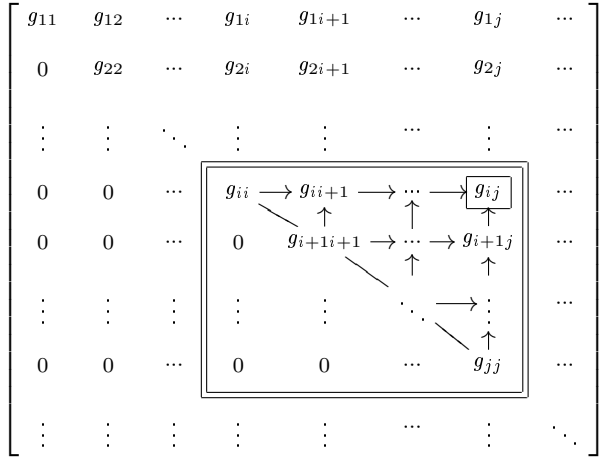 g₁₁ g₁₂ ··· g₁ᵢ g₁ᵢ₊₁ ··· g₁ⱼ ···
0 g₂₂ ··· g₂ᵢ g₂ᵢ₊₁ ··· g₂ⱼ ···
⋮ ⋮ ⋱ ⋮ ⋮ ··· ⋮ ···
0 0 ··· gᵢᵢ → gᵢᵢ₊₁ → ··· → gᵢⱼ ···
0 0 ··· 0 gᵢ₊₁ᵢ₊₁ → ··· → gᵢ₊₁ⱼ ···
⋮ ⋮ ⋮ ⋮ ⋮ ⋱ → ⋮ ···
0 0 ··· 0 0 ··· gⱼⱼ ···
⋮ ⋮ ⋮ ⋮ ⋮ ··· ⋮ ⋱